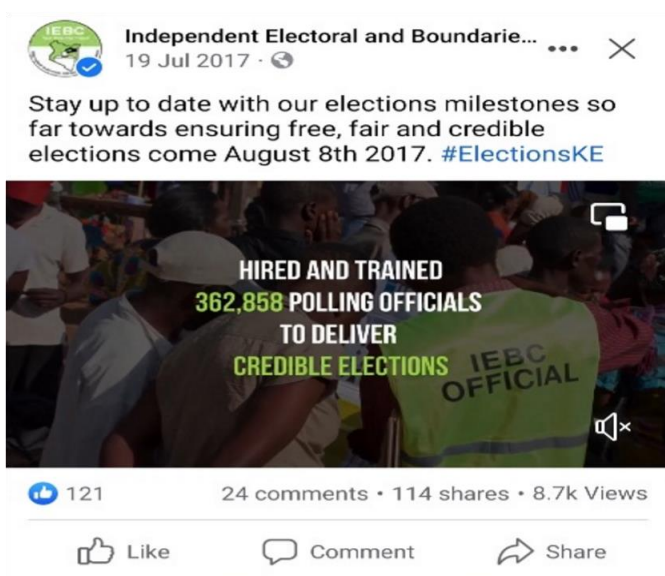 IEBC
Independent Electoral and Boundarie...
19 Jul 2017 ·
Stay up to date with our elections milestones so
far towards ensuring free, fair and credible
elections come August 8th 2017. #ElectionsKE
HIRED AND TRAINED
362,858 POLLING OFFICIALS
TO DELIVER
CREDIBLE ELECTIONS
IEBC
OFFICIAL
121
24 comments • 114 shares • 8.7k Views
Like
Comment
Share